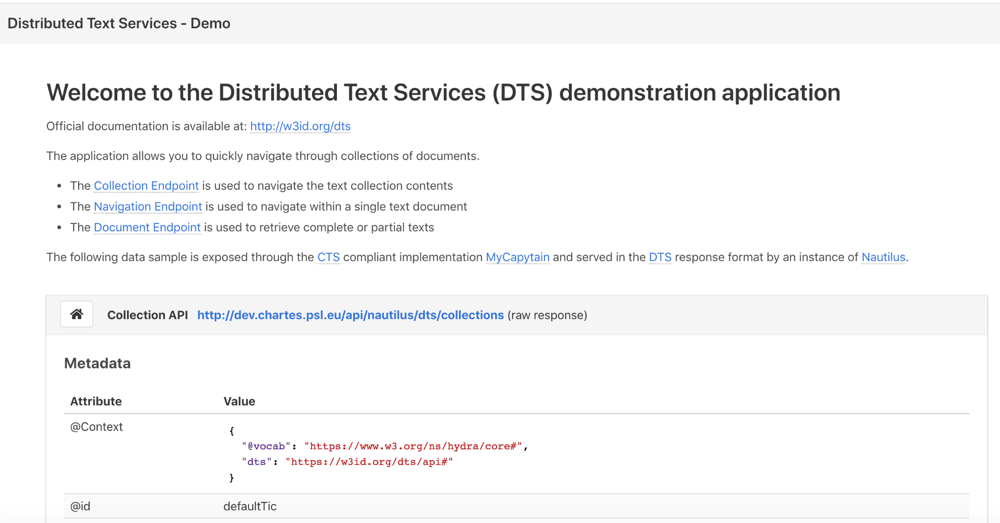 Distributed Text Services - Demo
Welcome to the Distributed Text Services (DTS) demonstration application
Official documentation is available at: http://w3id.org/dts
The application allows you to quickly navigate through collections of documents.
• The Collection Endpoint is used to navigate the text collection contents
• The Navigation Endpoint is used to navigate within a single text document
• The Document Endpoint is used to retrieve complete or partial texts
The following data sample is exposed through the CTS compliant implementation MyCapytain and served in the DTS response format by an instance of Nautilus.
Collection API http://dev.chartes.psl.eu/api/nautilus/dts/collections (raw response)
Metadata
Attribute Value
@Context {
"@vocab": "https://www.w3.org/ns/hydra/core#",
"dts": "https://w3id.org/dts/api#"
}
@id defaultTic